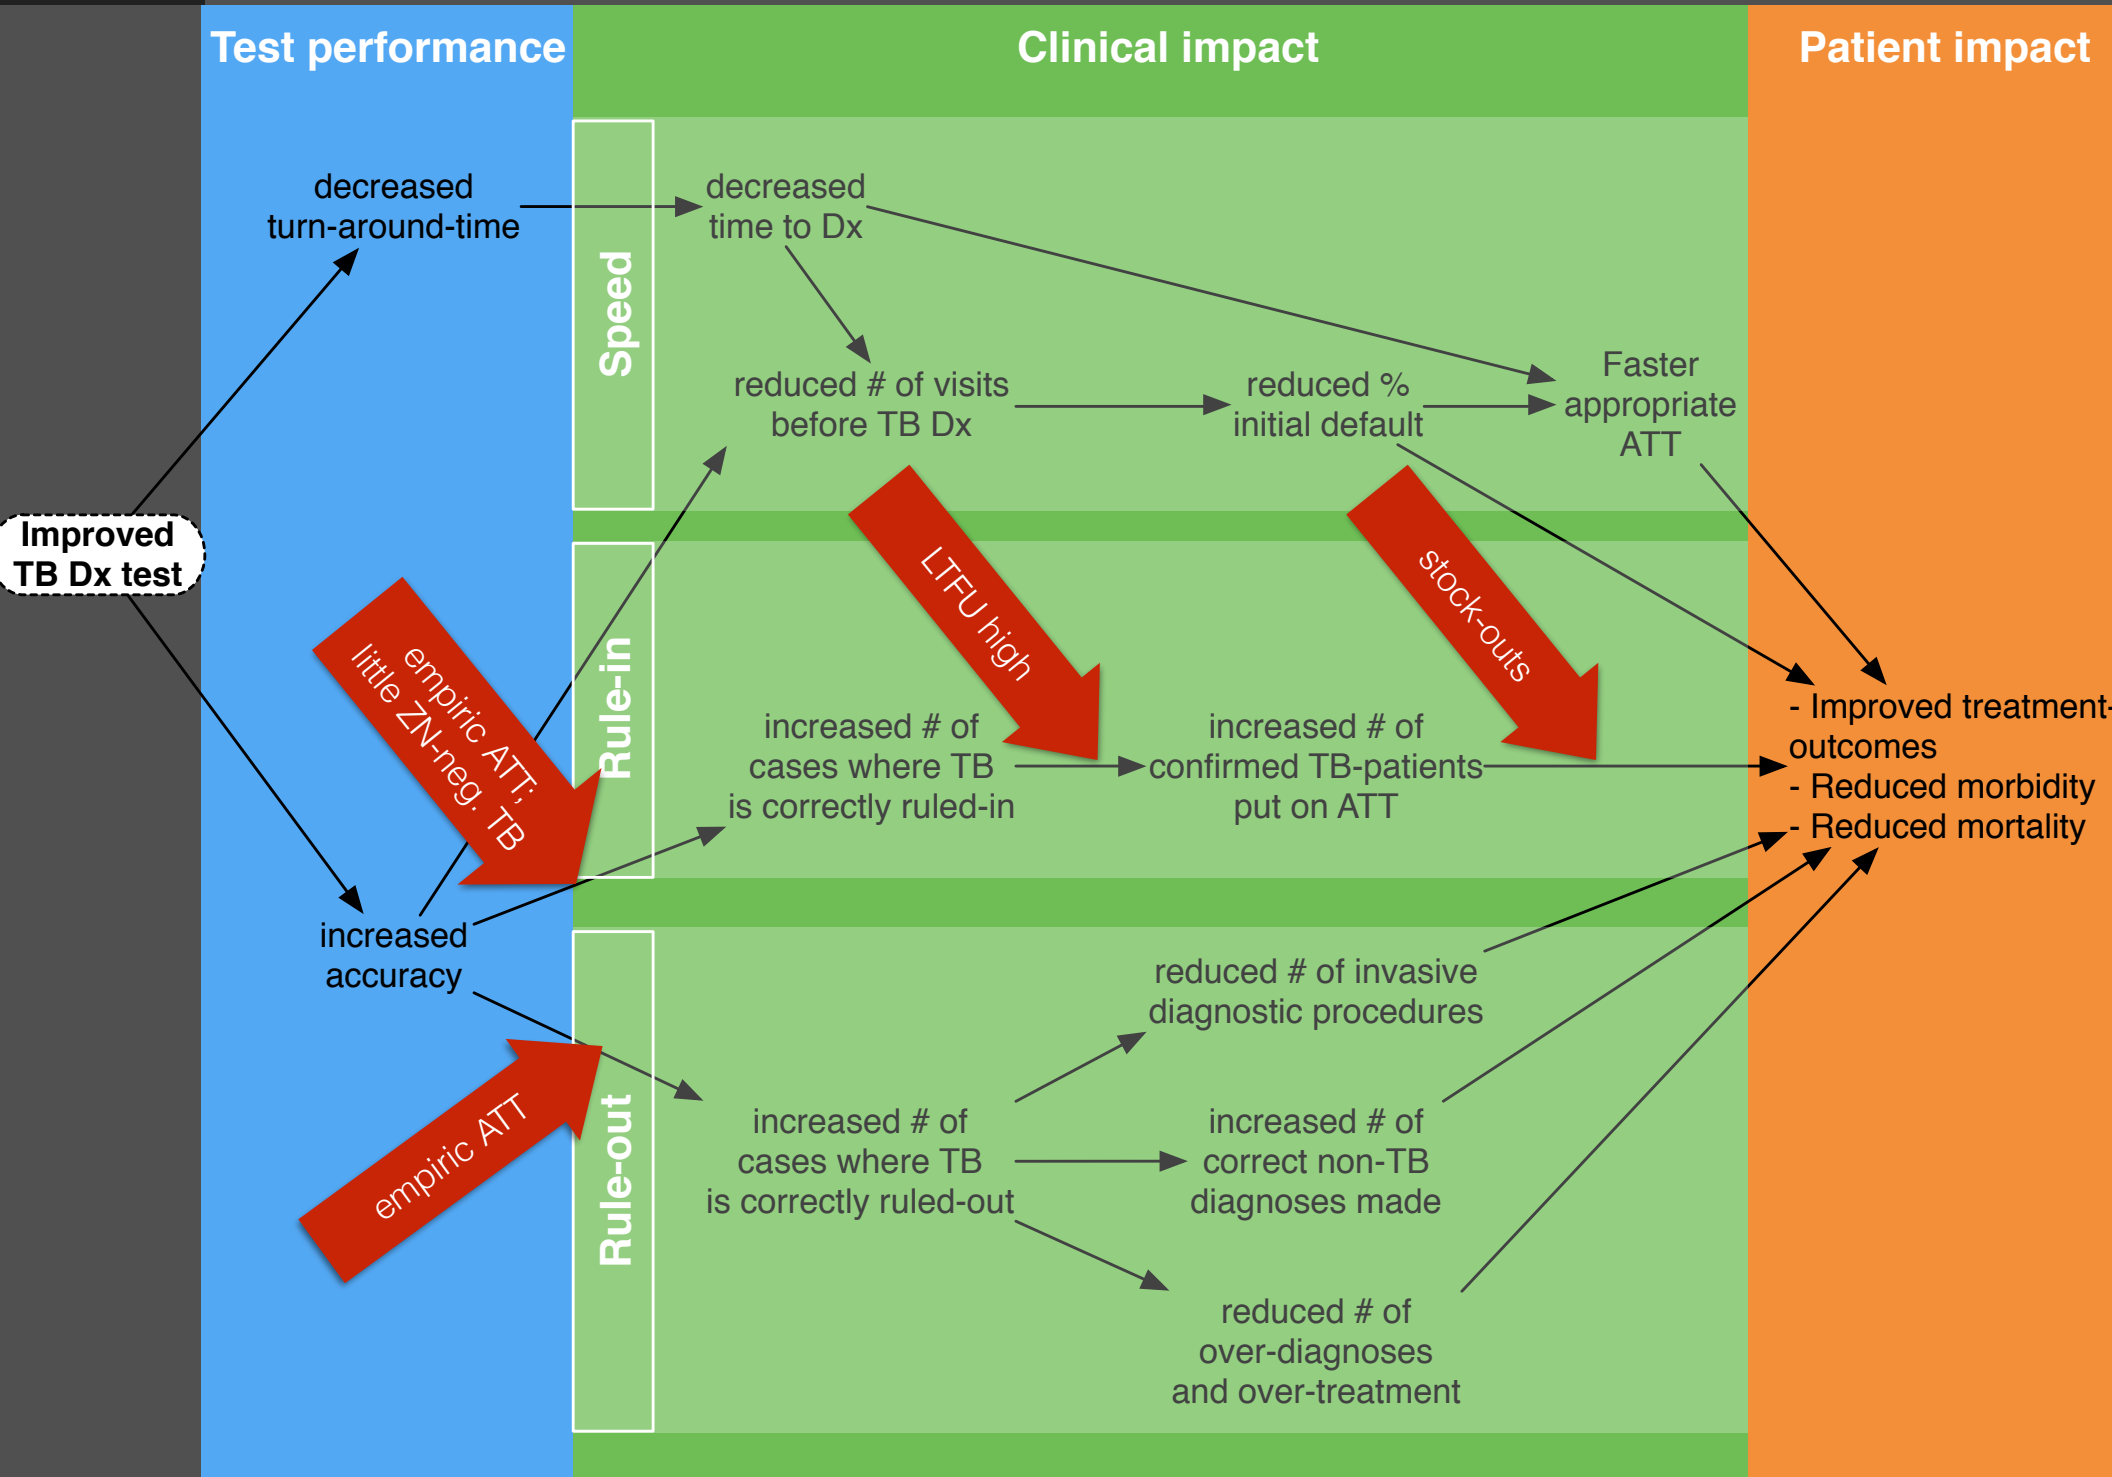 Test performance
Clinical impact
Patient impact
Improved
TB Dx test
decreased
turn-around-time
increased
accuracy
empiric ATT;
little ZN-neg. TB
empiric ATT
Speed
decreased
time to Dx
reduced # of visits
before TB Dx
reduced %
initial default
Faster
appropriate
ATT
Rule-in
LTFU high
stock-outs
increased # of
cases where TB
is correctly ruled-in
increased # of
confirmed TB-patients
put on ATT
Rule-out
increased # of
cases where TB
is correctly ruled-out
reduced # of invasive
diagnostic procedures
increased # of
correct non-TB
diagnoses made
reduced # of
over-diagnoses
and over-treatment
- Improved treatment-
outcomes
- Reduced morbidity
- Reduced mortality